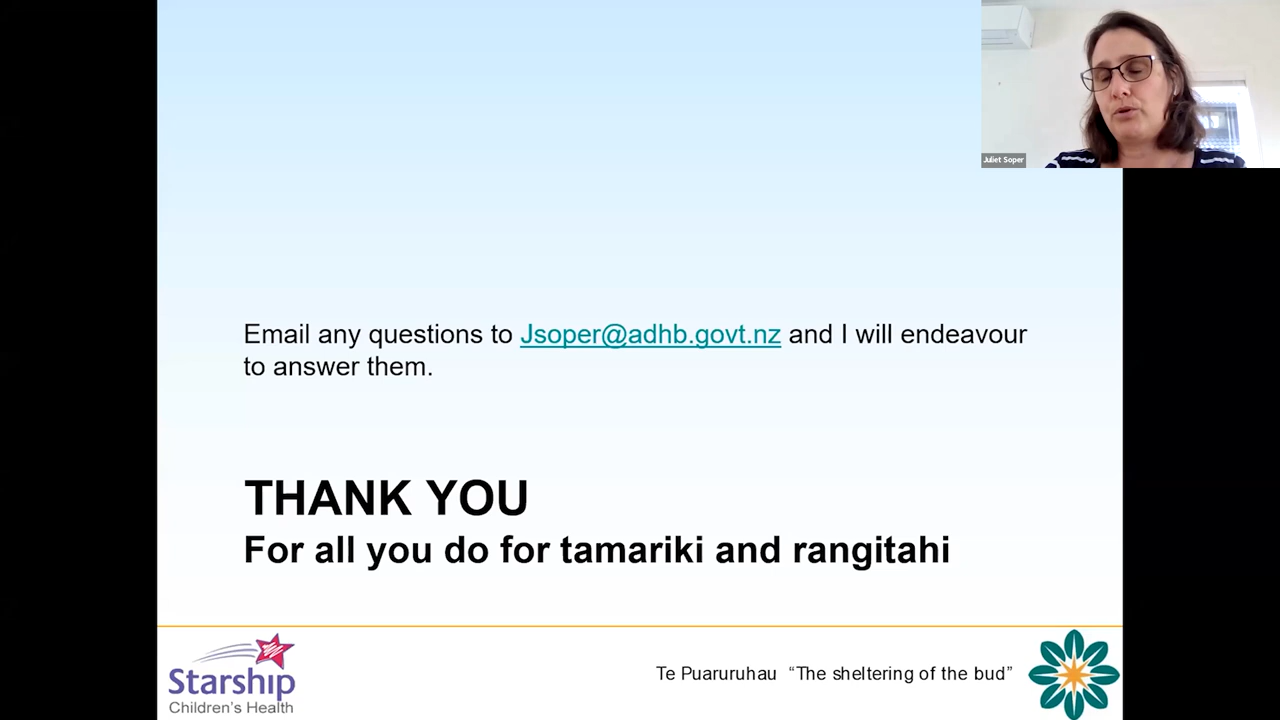 Juliet Soper
Email any questions to Jsoper@adhb.govt.nz and I will endeavour
to answer them.
THANK YOU
For all you do for tamariki and rangitahi
Starship
Children's Health
Te Puaruruhau “The sheltering of the bud”